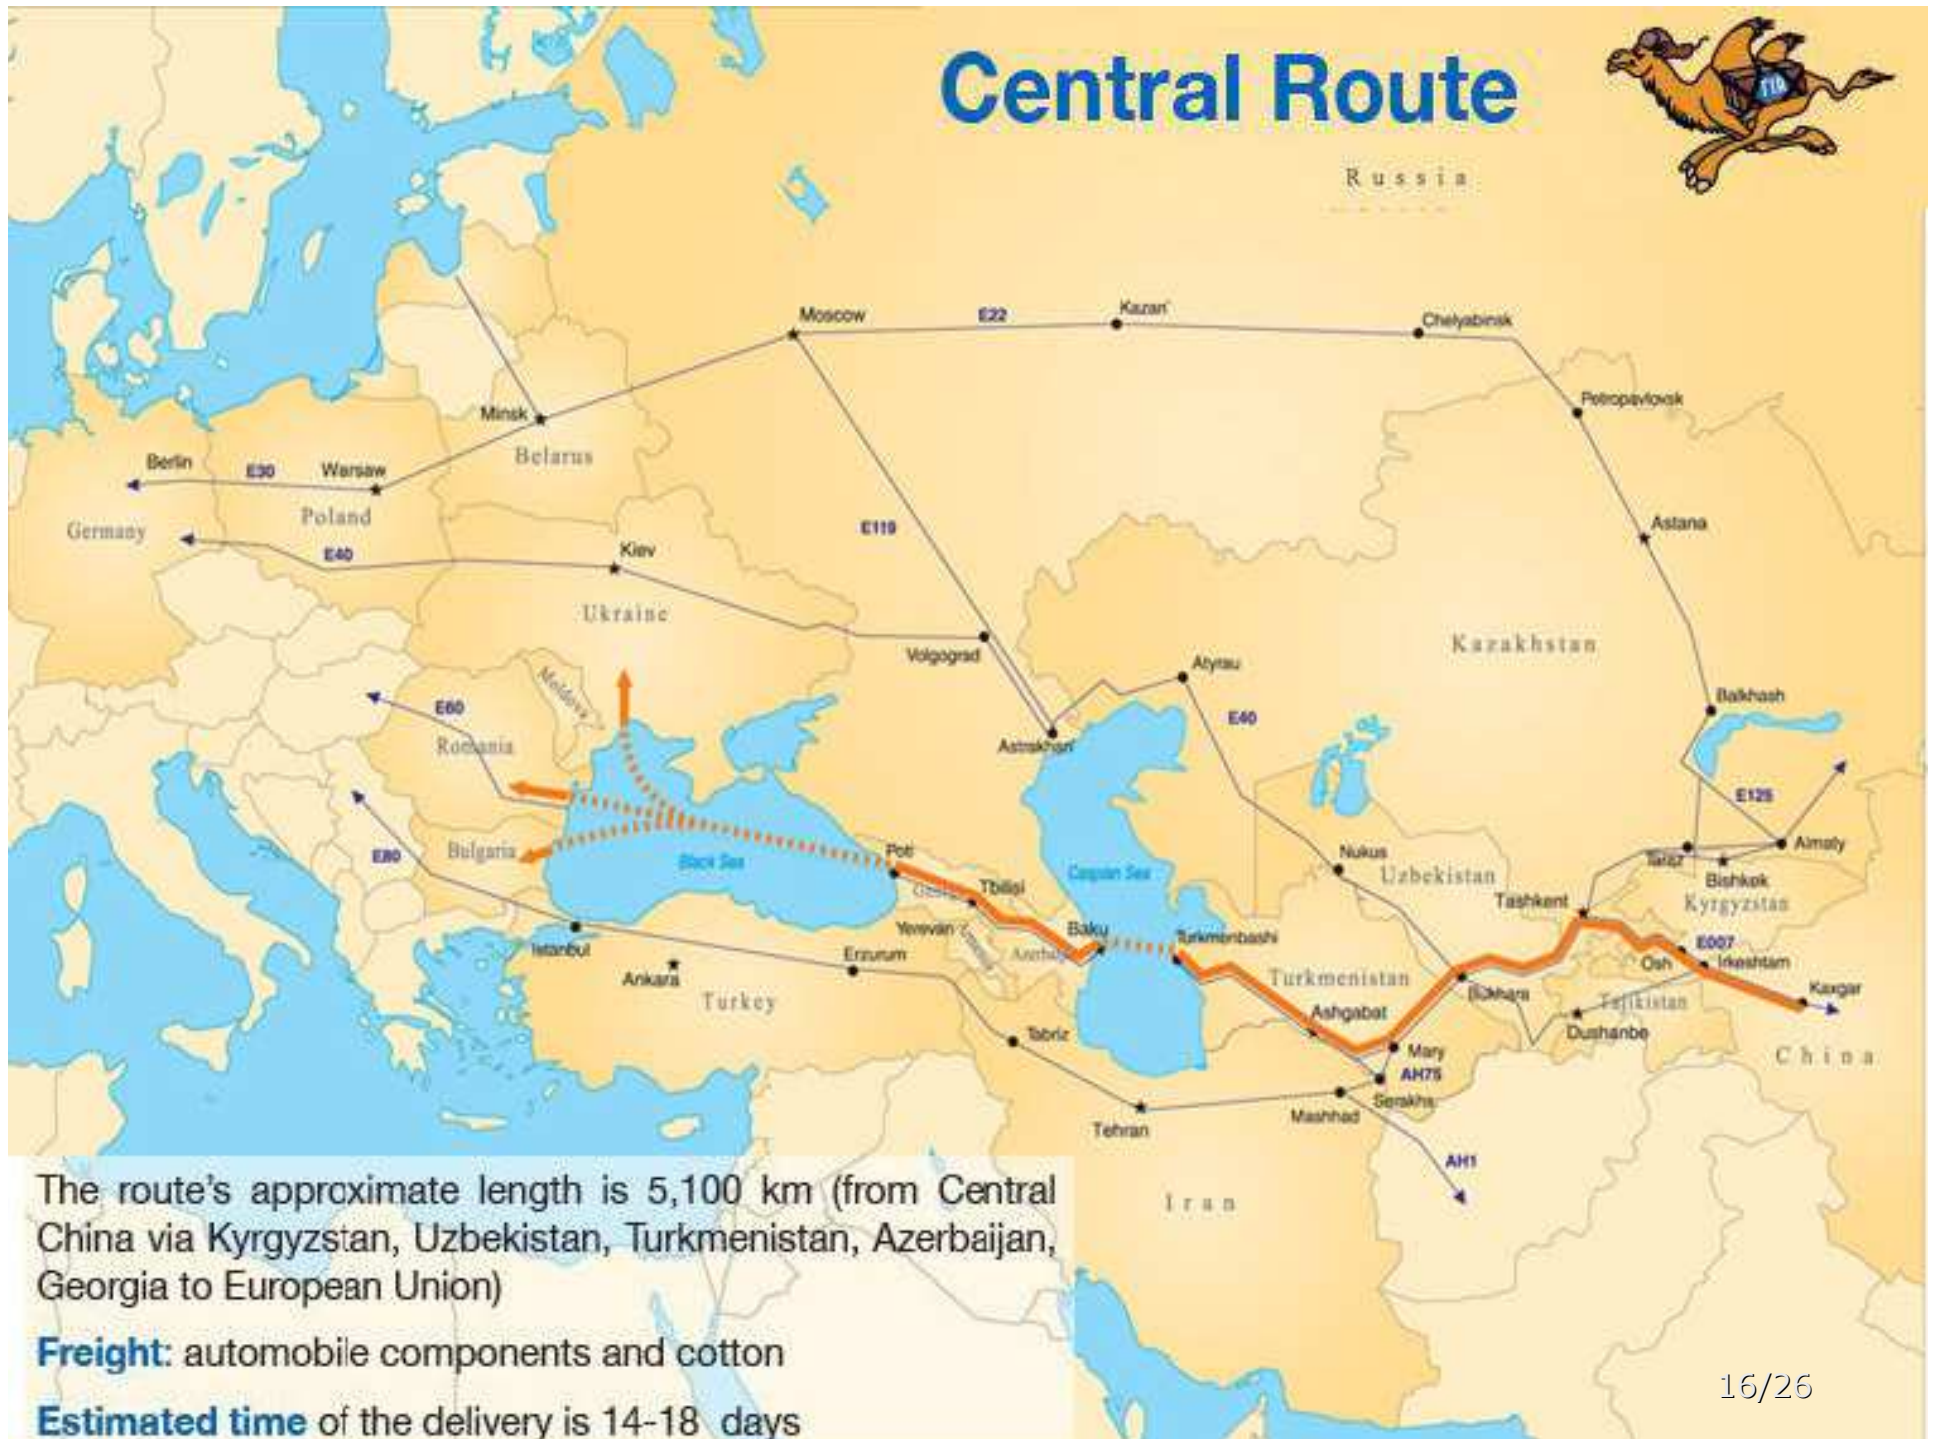 Central Route
TIR
Russia
Moscow
E22
Kazan'
Chelyabinsk
Petropavlovsk
Minsk
Belarus
Berlin
E30
Warsaw
Poland
Germany
E40
Kiev
Ukraine
E119
Astana
Kazakhstan
Volgograd
Atyrau
Balkhash
Astrakhan'
E40
Moldova
E60
Romania
E125
E80
Bulgaria
Black Sea
Poti
Caspian Sea
Nukus
Uzbekistan
Almaty
Taraz
Bishkek
Kyrgyzstan
Tbilisi
Tashkent
Yerevan
Baku
Turkmenbashi
E007
Istanbul
Erzurum
Osh
Irkeshtam
Ankara
Turkey
Turkmenistan
Bukhara
Tajikistan
Kaxgar
Ashgabat
Dushanbe
Tabriz
Mary
China
AH75
Serakhs
Mashhad
Tehran
AH1
Iran
The route's approximate length is 5,100 km (from Central
China via Kyrgyzstan, Uzbekistan, Turkmenistan, Azerbaijan,
Georgia to European Union)
Freight: automobile components and cotton
Estimated time of the delivery is 14-18 days
16/26